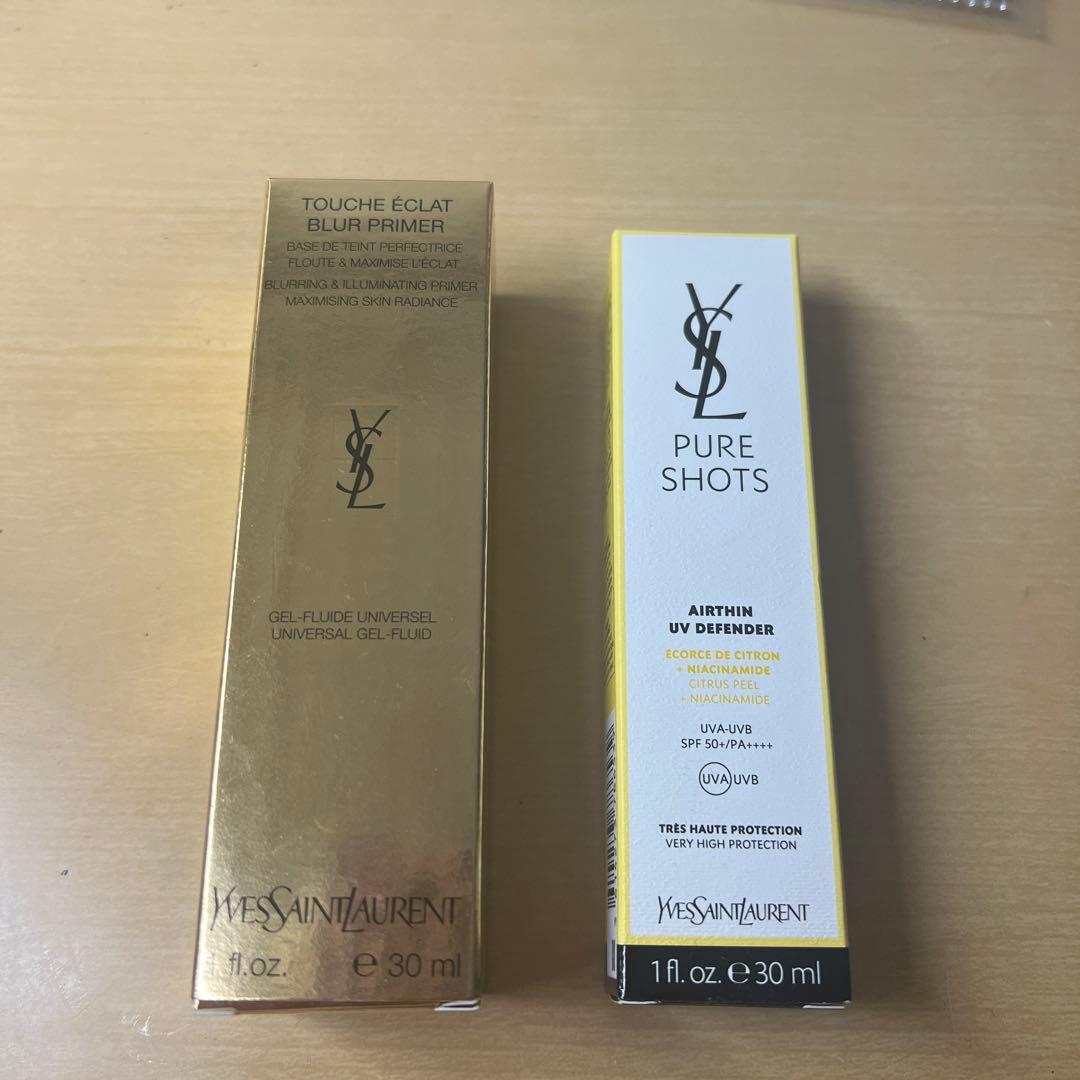 TOUCHE ÉCLAT
BLUR PRIMER
BASE DE TEINT PERFECTRICE
FLOUTE & MAXIMISE L'ÉCLAT
BLURRING & ILLUMINATING PRIMER
MAXIMISING SKIN RADIANCE
YSL
GEL-FLUIDE UNIVERSEL
UNIVERSAL GEL-FLUID
YVESSAINTLAURENT
1 fl.oz. e 30 ml
YSL
PURE
SHOTS
AIRTHIN
UV DEFENDER
ÉCORCE DE CITRON
+ NIACINAMIDE
CITRUS PEEL
+ NIACINAMIDE
UVA-UVB
SPF 50+/PA++++
UVA UVB
TRÈS HAUTE PROTECTION
VERY HIGH PROTECTION
YVESSAINTLAURENT
1 fl. oz. e 30 ml